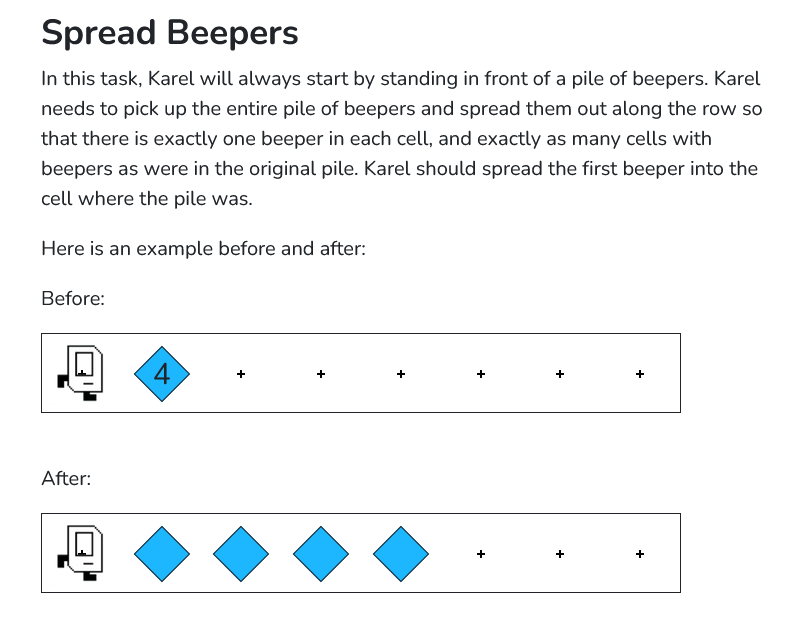 Spread Beepers
In this task, Karel will always start by standing in front of a pile of beepers. Karel
needs to pick up the entire pile of beepers and spread them out along the row so
that there is exactly one beeper in each cell, and exactly as many cells with
beepers as were in the original pile. Karel should spread the first beeper into the
cell where the pile was.
Here is an example before and after:
Before:
4
After: